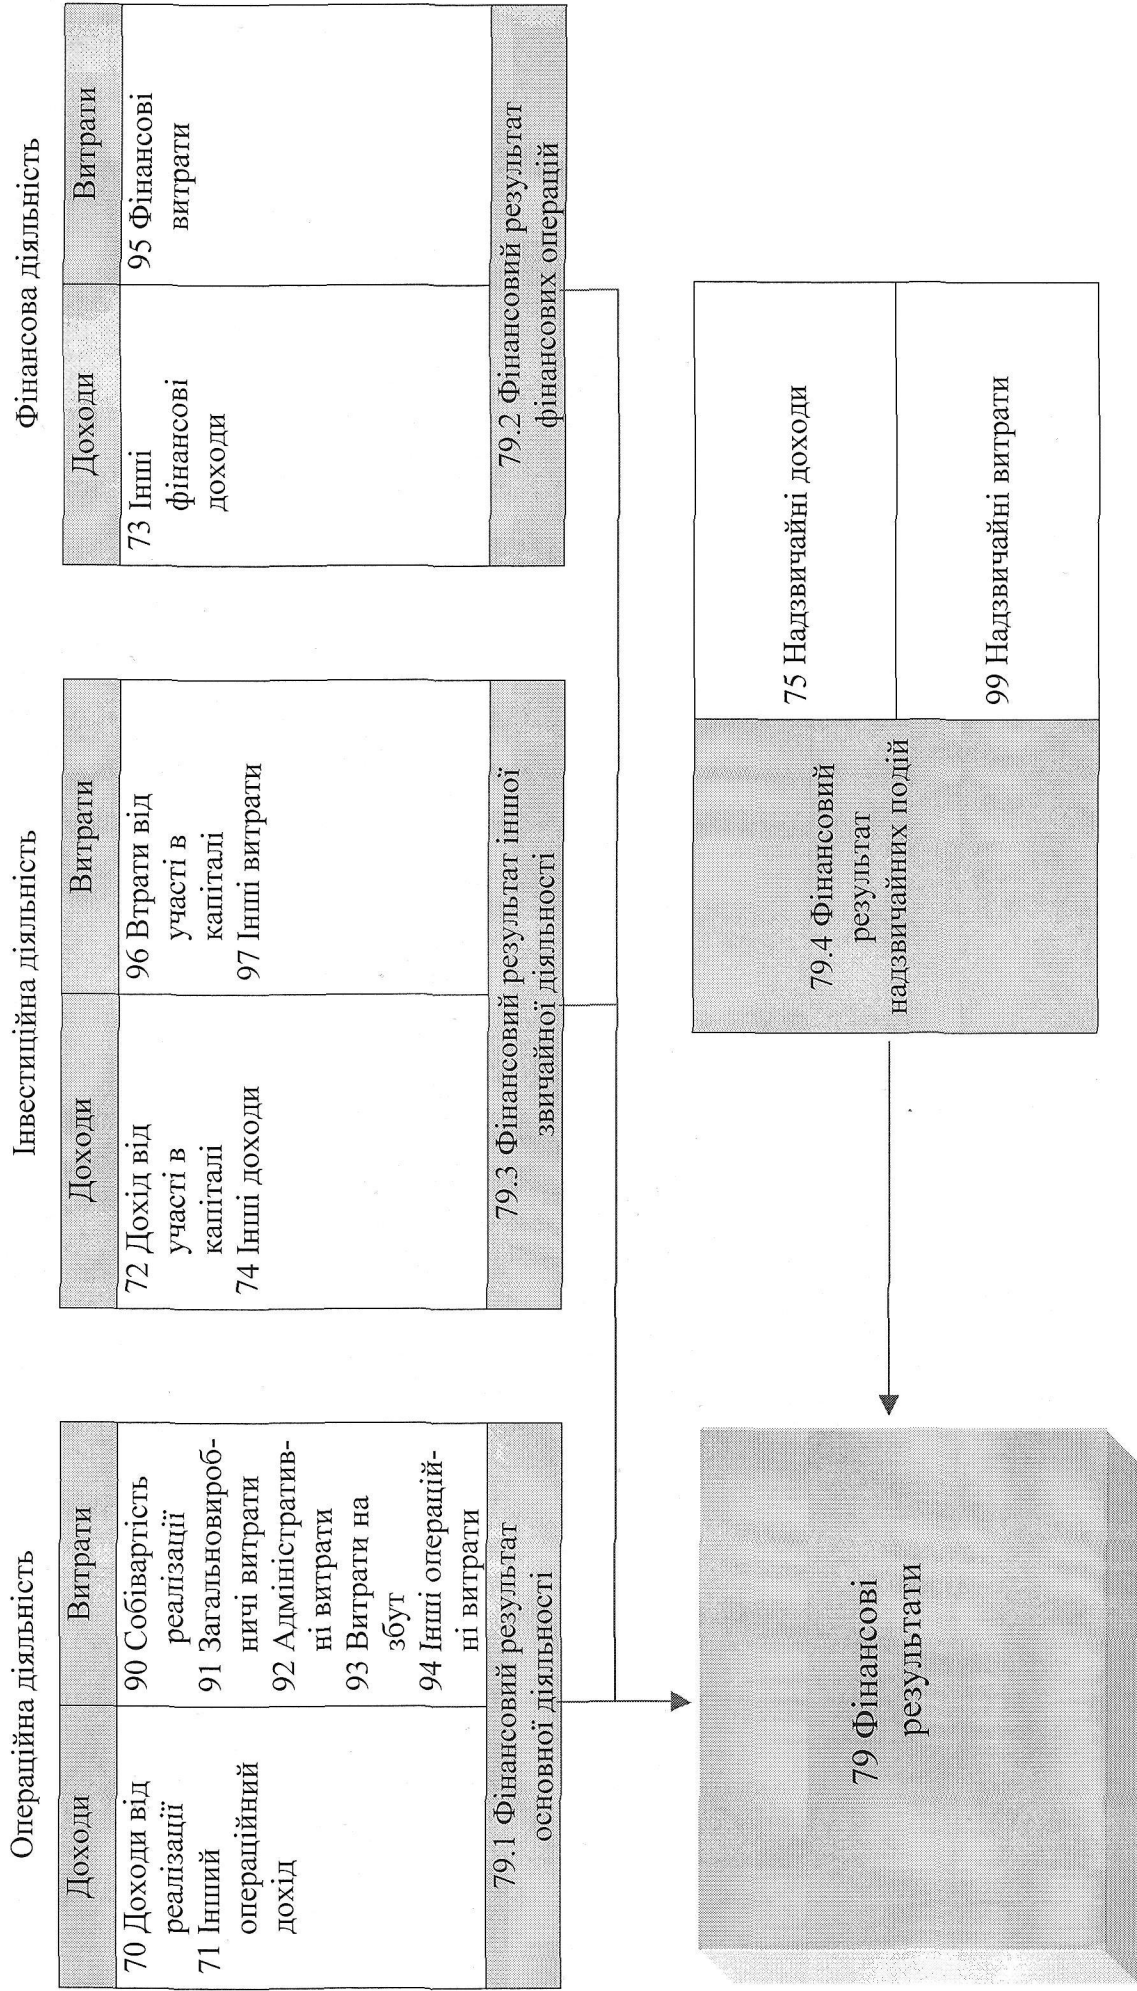 Операційна діяльність
Доходи
Витрати
70 Доходи від
реалізації
71 Інший
операційний
дохід
90 Собівартість
реалізації
91 Загальновироб-
ничі витрати
92 Адміністратив-
ні витрати
93 Витрати на
збут
94 Інші операцій-
ні витрати
79.1 Фінансовий результат
основної діяльності
Інвестиційна діяльність
Доходи
Витрати
72 Дохід від
участі в
капіталі
74 Інші доходи
96 Втрати від
участі в
капіталі
97 Інші витрати
79.3 Фінансовий результат іншої
звичайної діяльності
Фінансова діяльність
Доходи
Витрати
73 Інші
фінансові
доходи
95 Фінансові
витрати
79.2 Фінансовий результат
фінансових операцій
79 Фінансові
результати
79.4 Фінансовий
результат
надзвичайних подій
75 Надзвичайні доходи
99 Надзвичайні витрати